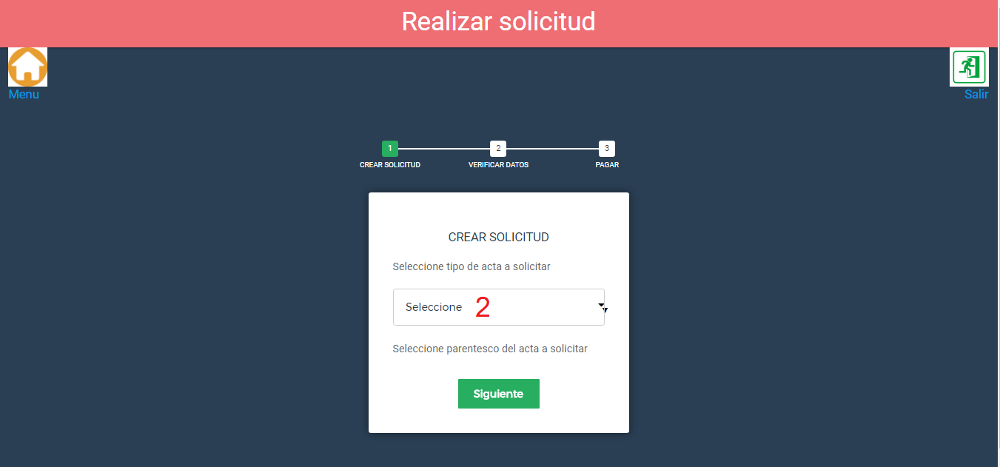 Realizar solicitud
Menu
Salir
1
2
3
CREAR SOLICITUD
VERIFICAR DATOS
PAGAR
CREAR SOLICITUD
Seleccione tipo de acta a solicitar
Seleccione 2
Seleccione parentesco del acta a solicitar
Siguiente